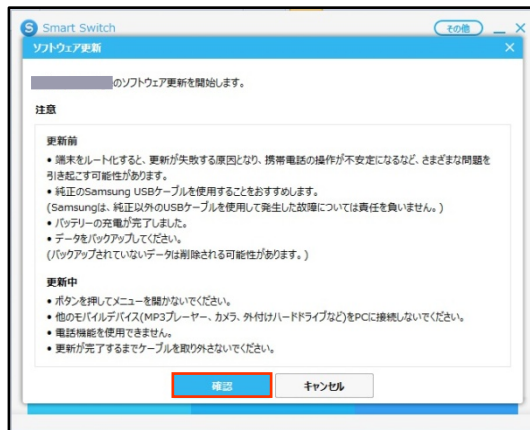 Smart Switch
その他
ソフトウェア更新
のソフトウェア更新を開始します。
注意
更新前
• 端末をルート化すると、更新が失敗する原因となり、携帯電話の操作が不安定になるなど、さまざまな問題を
引き起こす可能性があります。
• 純正のSamsung USBケーブルを使用することをおすすめします。
(Samsungは、純正以外のUSBケーブルを使用して発生した故障については責任を負いません。)
• バッテリーの充電が完了しました。
• データをバックアップしてください。
(バックアップされていないデータは削除される可能性があります。)
更新中
• ボタンを押してメニューを開かないでください。
• 他のモバイルデバイス(MP3プレーヤー、カメラ、外付けハードドライブなど)をPCに接続しないでください。
• 電話機能を使用できません。
• 更新が完了するまでケーブルを取り外さないでください。
確認
キャンセル